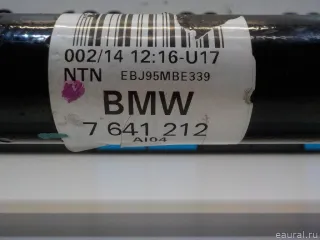 002/14 12:16-U17
NTN EBJ95MBE339
BMW
7 641 212
AI04
eaural.ru